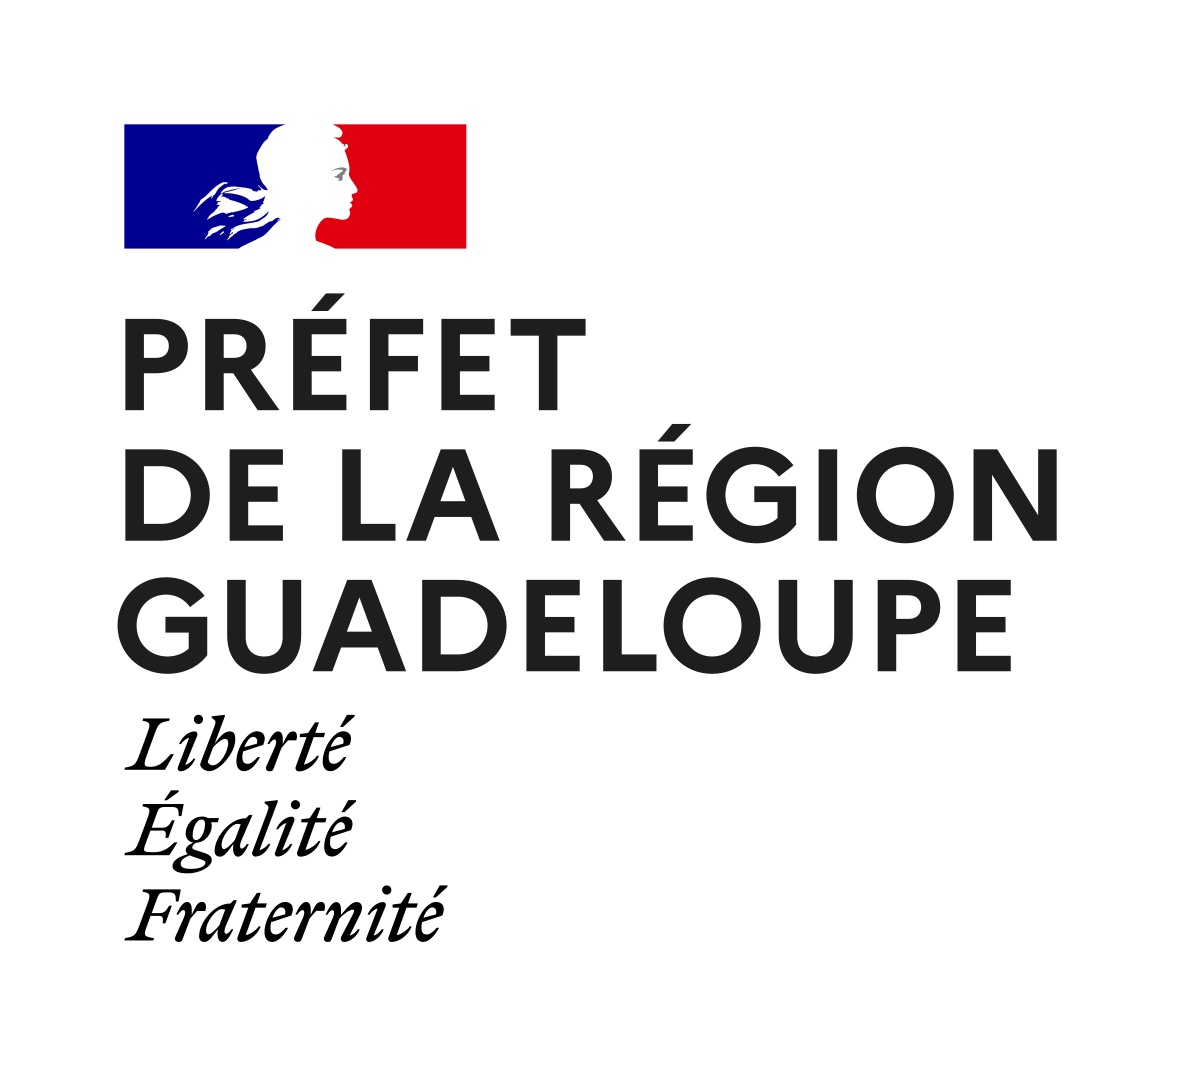 PRÉFET
DE LA RÉGION
GUADELOUPE
Liberté
Égalité
Fraternité